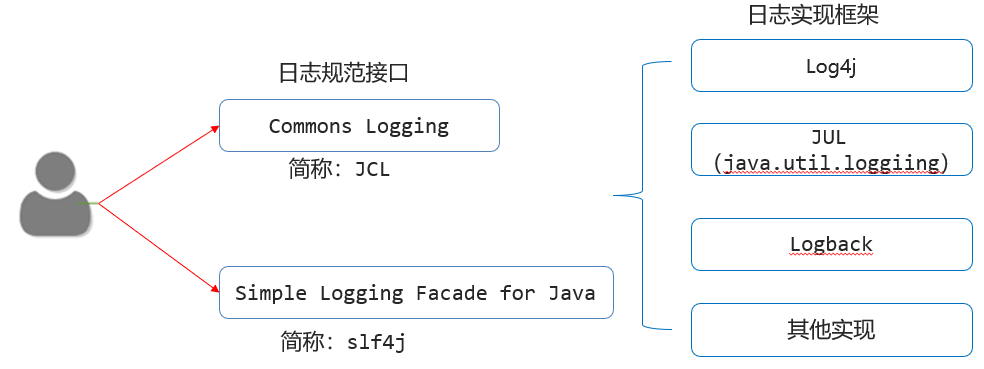 日志规范接口
Commons Logging
简称：JCL
Simple Logging Facade for Java
简称：slf4j
日志实现框架
Log4j
JUL
（java.util.loggiing）
Logback
其他实现